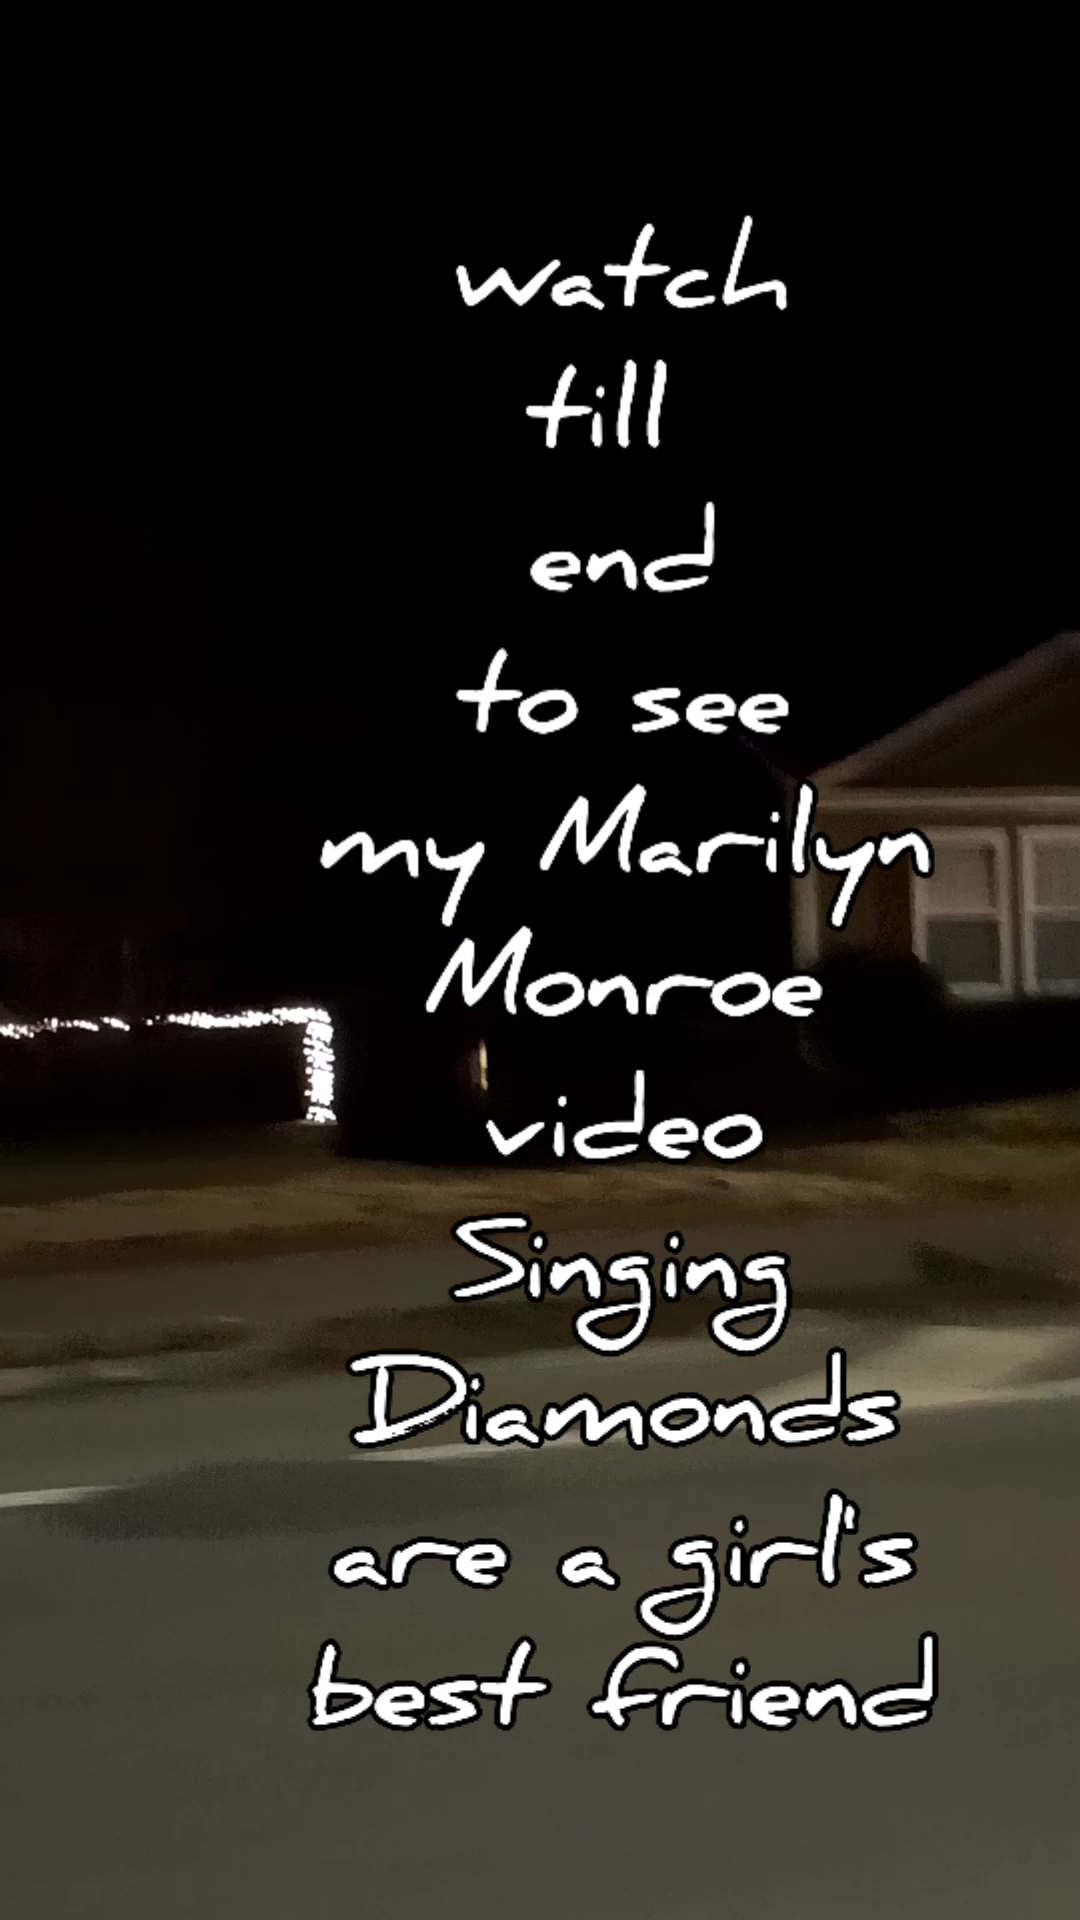 watch
till
end
to see
my Marilyn
Monroe
video
Singing
Diamonds
are a girl's
best friend